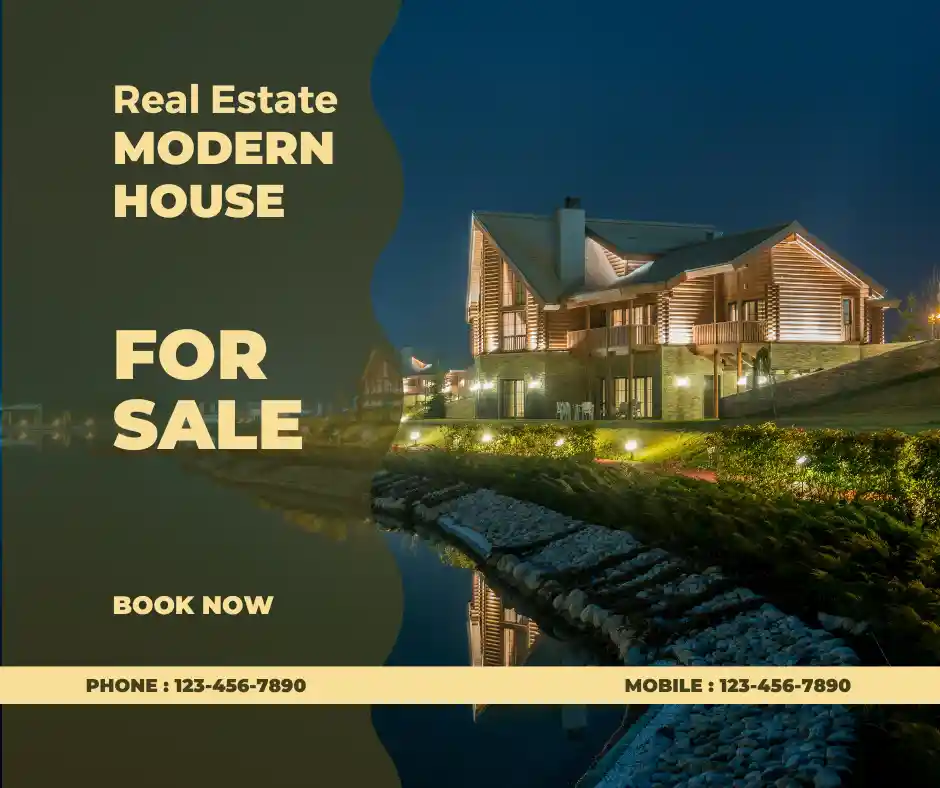 Real Estate
MODERN
HOUSE
FOR
SALE
BOOK NOW
PHONE : 123-456-7890
MOBILE : 123-456-7890